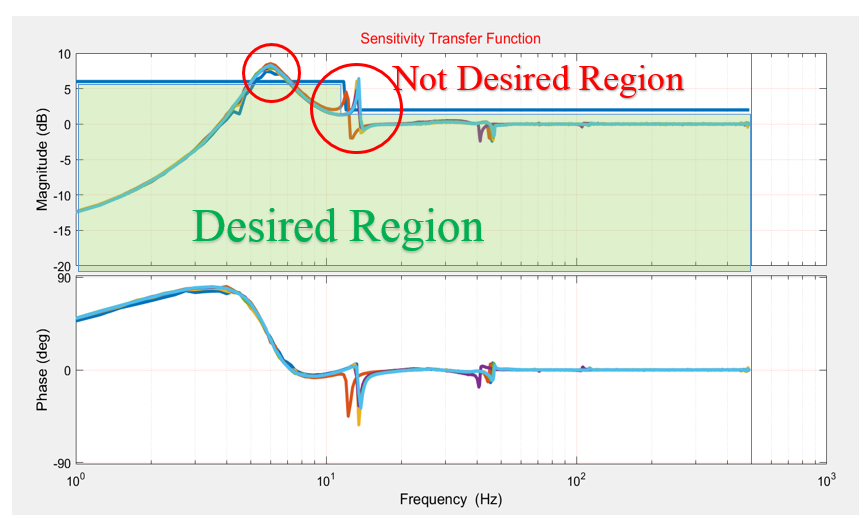 Sensitivity Transfer Function
10
5
0
-5
-10
-15
-20
Magnitude (dB)
Not Desired Region
Desired Region
90
0
-90
Phase (deg)
10^0
10^1
10^2
10^3
Frequency (Hz)